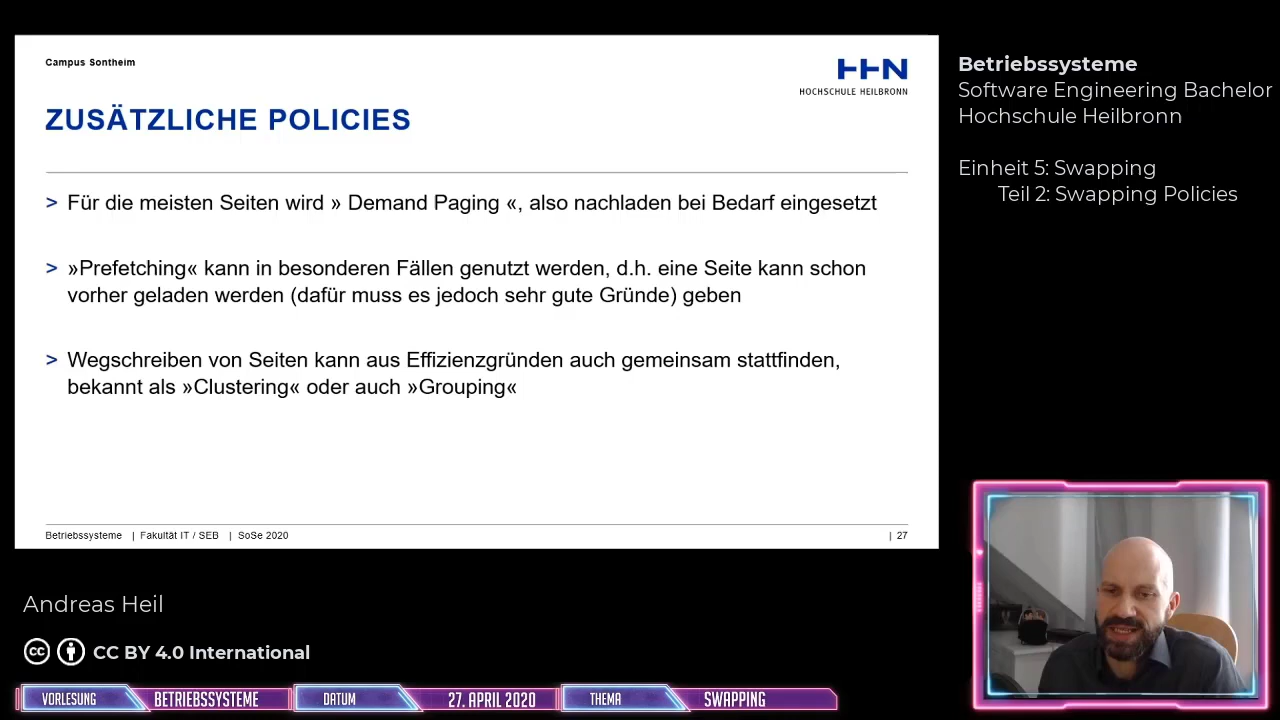 Campus Sontheim
HHN
HOCHSCHULE HEILBRONN
ZUSÄTZLICHE POLICIES
> Für die meisten Seiten wird » Demand Paging «, also nachladen bei Bedarf eingesetzt
> »Prefetching« kann in besonderen Fällen genutzt werden, d.h. eine Seite kann schon
vorher geladen werden (dafür muss es jedoch sehr gute Gründe) geben
> Wegschreiben von Seiten kann aus Effizienzgründen auch gemeinsam stattfinden,
bekannt als »Clustering« oder auch »Grouping«
Betriebssysteme | Fakultät IT / SEB | SoSe 2020 | 27
Betriebssysteme
Software Engineering Bachelor
Hochschule Heilbronn
Einheit 5: Swapping
Teil 2: Swapping Policies
Andreas Heil
cc CC BY 4.0 International
VORLESUNG BETRIEBSSYSTEME DATUM 27. APRIL 2020 THEMA SWAPPING